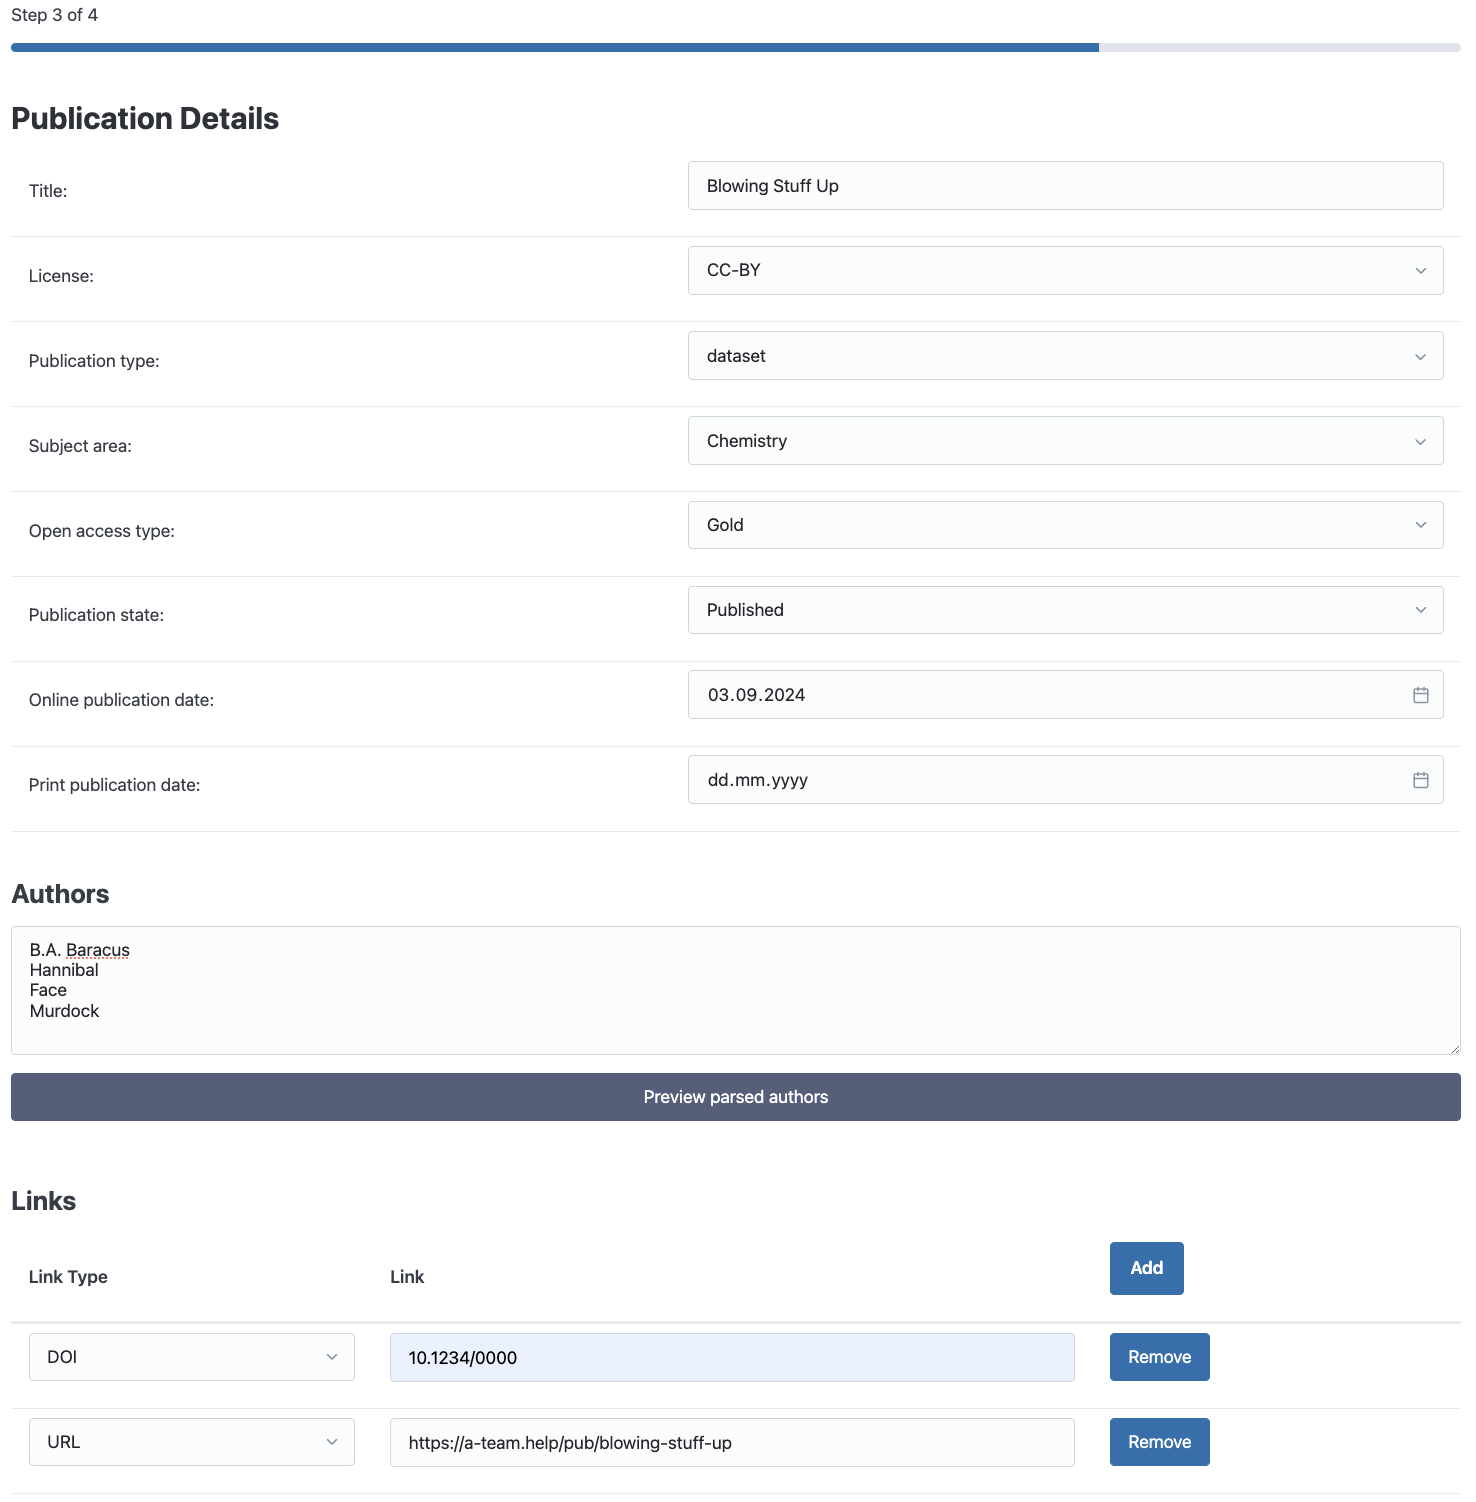 Step 3 of 4
Publication Details
Title:
Blowing Stuff Up
License:
CC-BY
Publication type:
dataset
Subject area:
Chemistry
Open access type:
Gold
Publication state:
Published
Online publication date:
03.09.2024
Print publication date:
dd.mm.yyyy
Authors
B.A. Baracus
Hannibal
Face
Murdock
Preview parsed authors
Links
Link Type Link Add
DOI 10.1234/0000 Remove
URL https://a-team.help/pub/blowing-stuff-up Remove